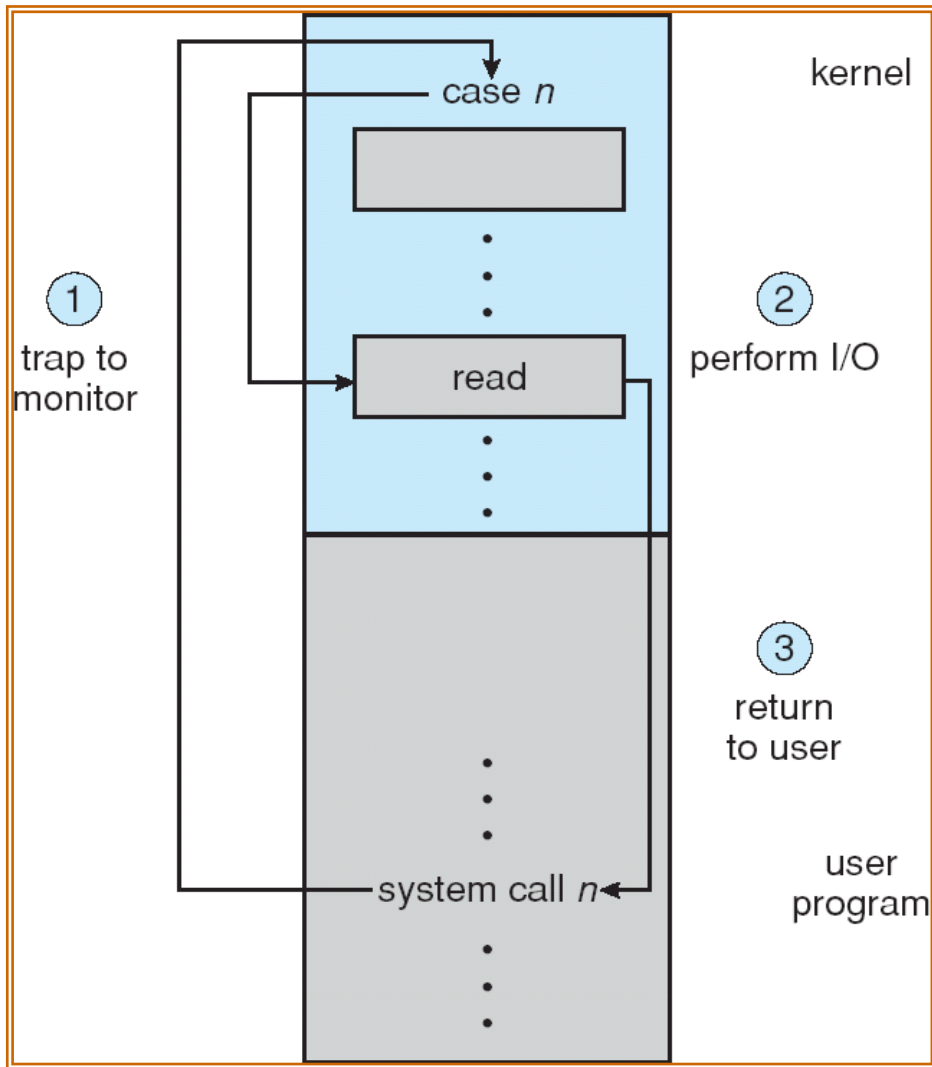 kernel
case n
1
trap to
monitor
2
perform I/O
read
3
return
to user
system call n
user
program